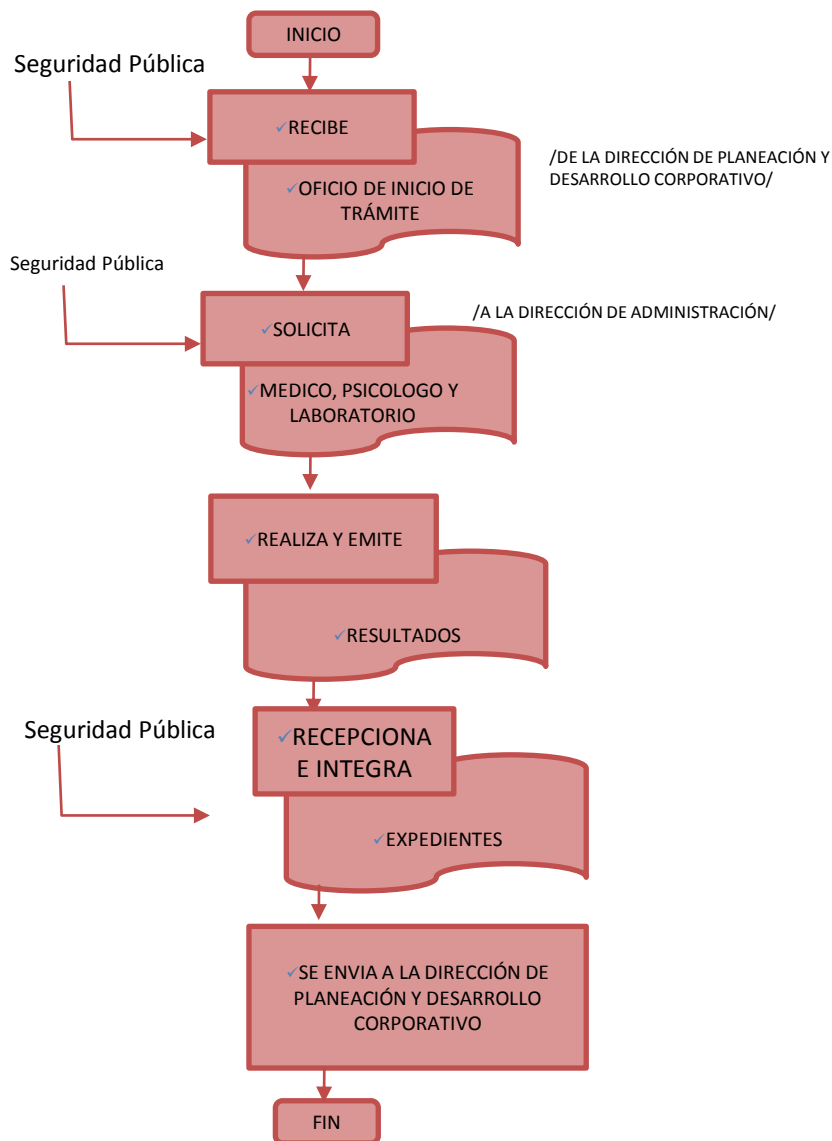 INICIO
Seguridad Pública
✓RECIBE
/DE LA DIRECCIÓN DE PLANEACIÓN Y
DESARROLLO CORPORATIVO/
✓OFICIO DE INICIO DE
TRÁMITE
Seguridad Pública
/A LA DIRECCIÓN DE ADMINISTRACIÓN/
✓SOLICITA
✓MEDICO, PSICOLOGO Y
LABORATORIO
✓REALIZA Y EMITE
✓RESULTADOS
Seguridad Pública
✓RECEPCIONA
E INTEGRA
✓EXPEDIENTES
✓SE ENVIA A LA DIRECCIÓN DE
PLANEACIÓN Y DESARROLLO
CORPORATIVO
FIN